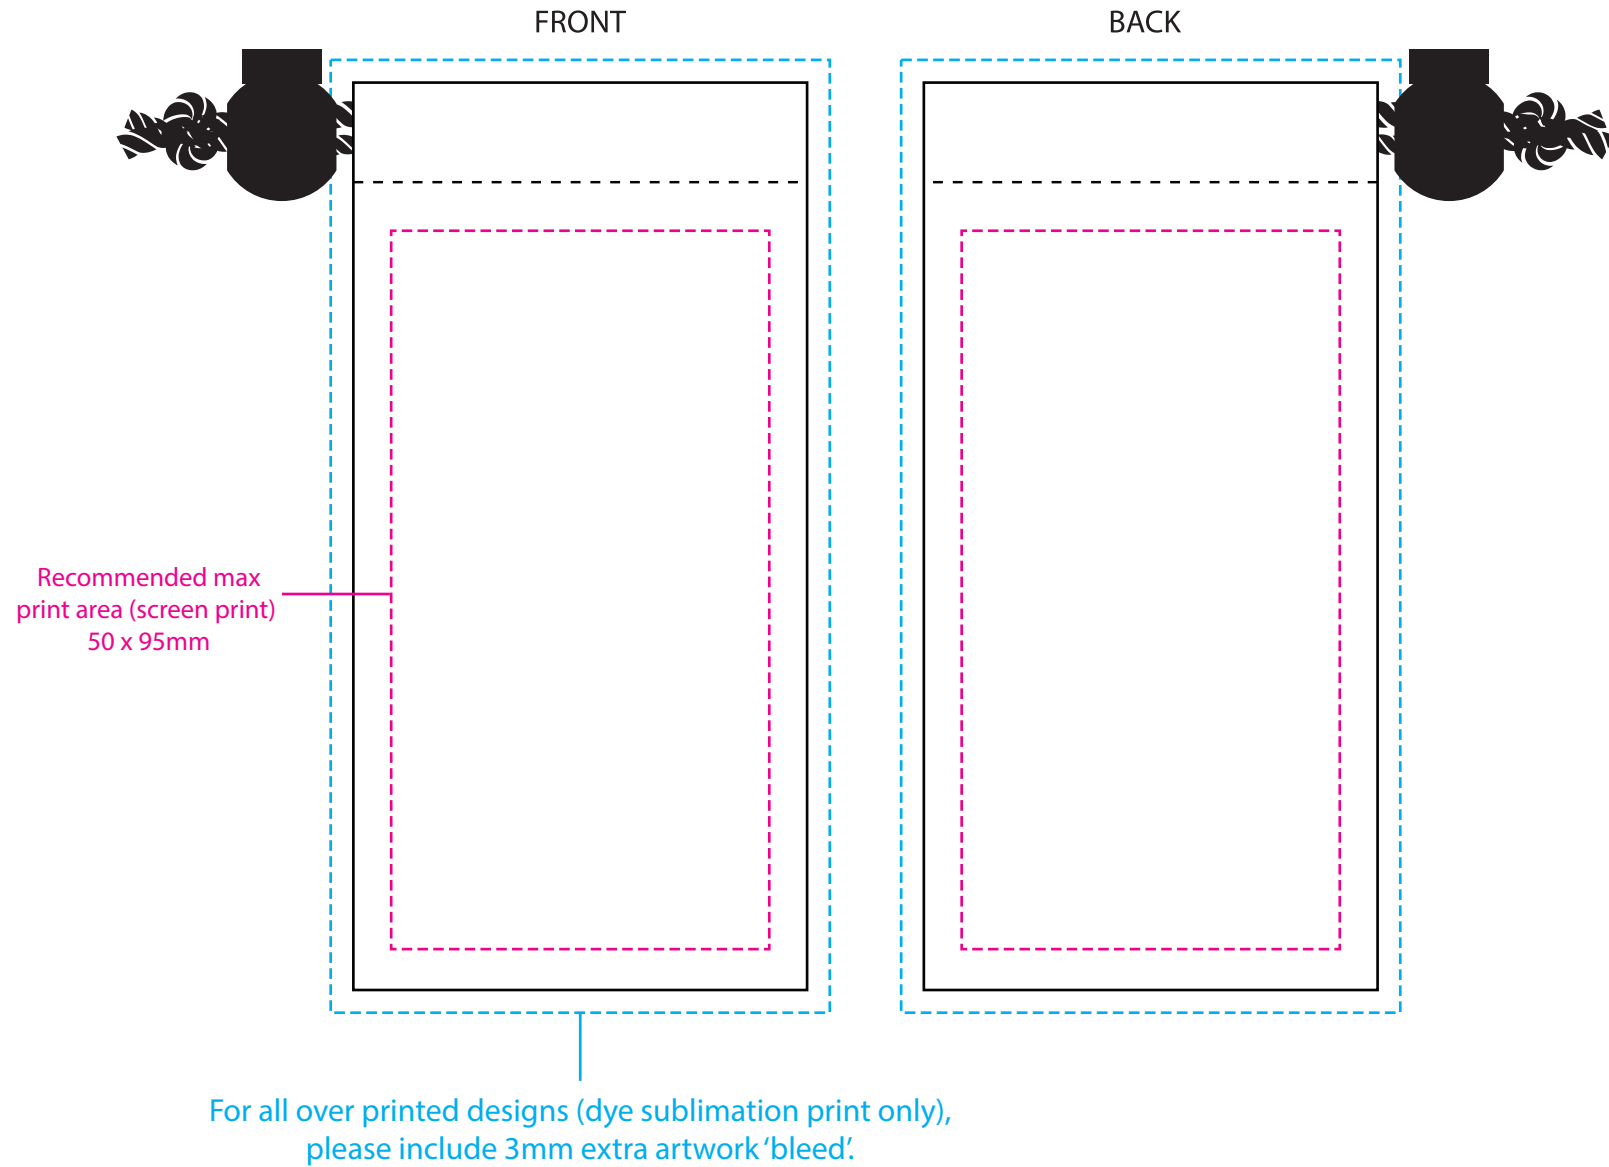 FRONT
BACK
Recommended max
print area (screen print)
50 x 95mm
For all over printed designs (dye sublimation print only),
please include 3mm extra artwork ‘bleed’.